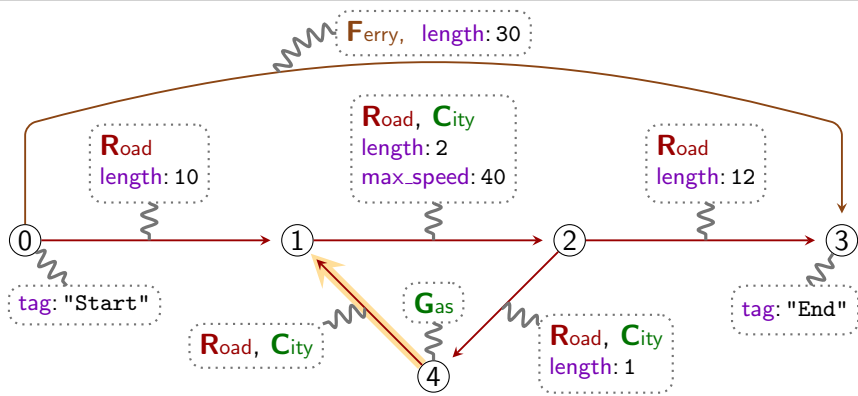 Ferry, length: 30
Road
length: 10
Road, City
length: 2
max_speed: 40
Road
length: 12
0
1
2
3
tag: "Start"
Gas
tag: "End"
Road, City
Road, City
length: 1
4